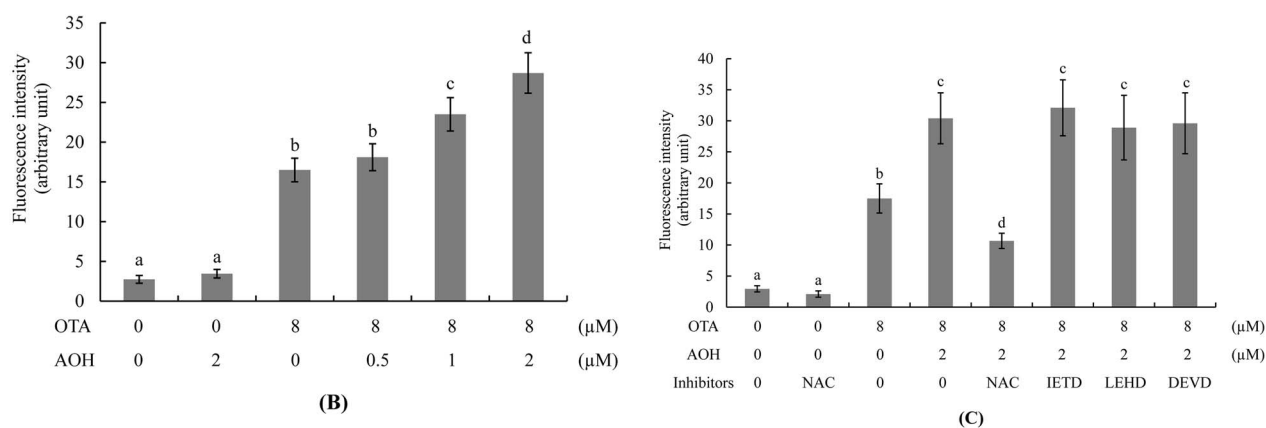 Fluorescence intensity
(arbitrary unit)
35
30
25
20
15
10
5
0
a
a
b
b
c
d
OTA 0 0 8 8 8 8 (µM)
AOH 0 2 0 0.5 1 2 (µM)
(B)
Fluorescence intensity
(arbitrary unit)
40
35
30
25
20
15
10
5
0
a
a
b
c
d
c
c
c
OTA 0 0 8 8 8 8 8 8 (µM)
AOH 0 0 0 2 2 2 2 2 (µM)
Inhibitors 0 NAC 0 0 NAC IETD LEHD DEVD
(C)